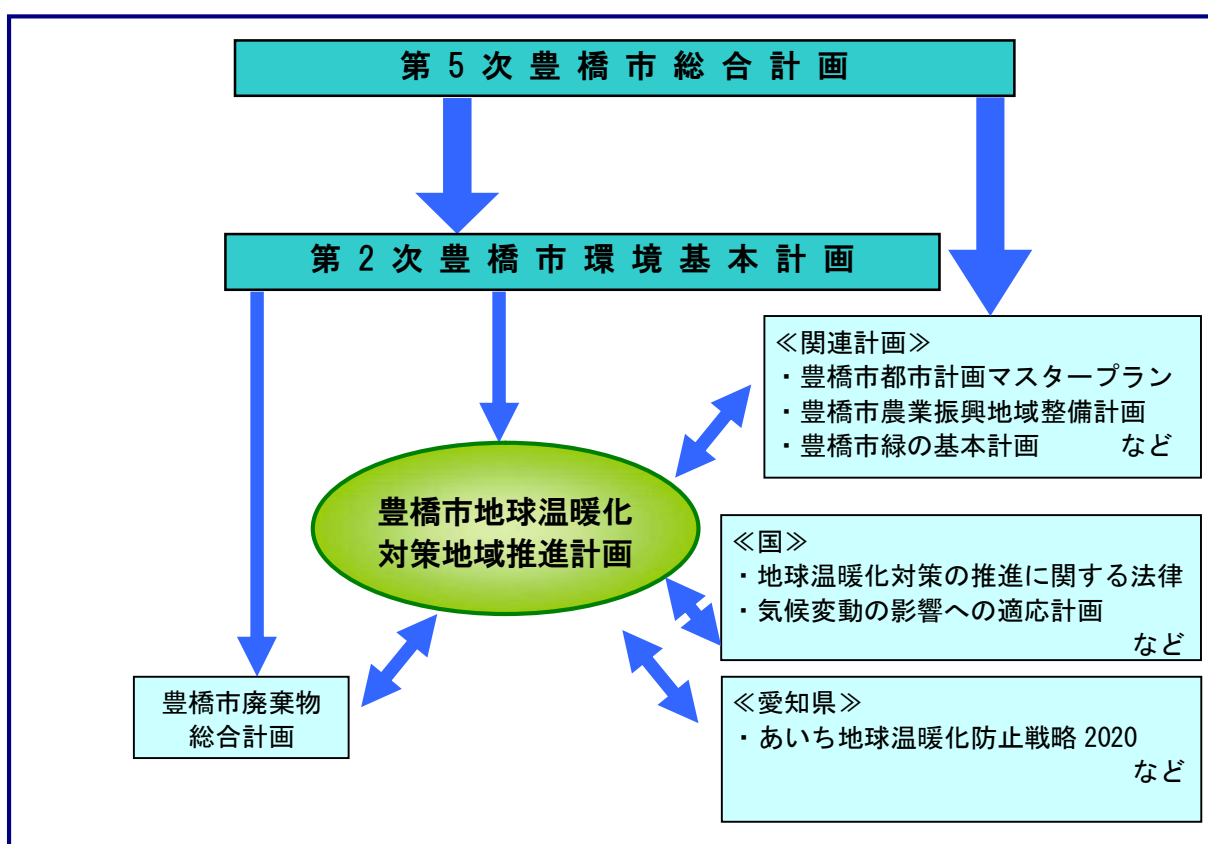 第5次豊橋市総合計画
第2次豊橋市環境基本計画
≪関連計画≫
・豊橋市都市計画マスタープラン
・豊橋市農業振興地域整備計画
・豊橋市緑の基本計画 など
豊橋市地球温暖化
対策地域推進計画
≪国≫
・地球温暖化対策の推進に関する法律
・気候変動の影響への適応計画
など
豊橋市廃棄物
総合計画
≪愛知県≫
・あいち地球温暖化防止戦略 2020
など